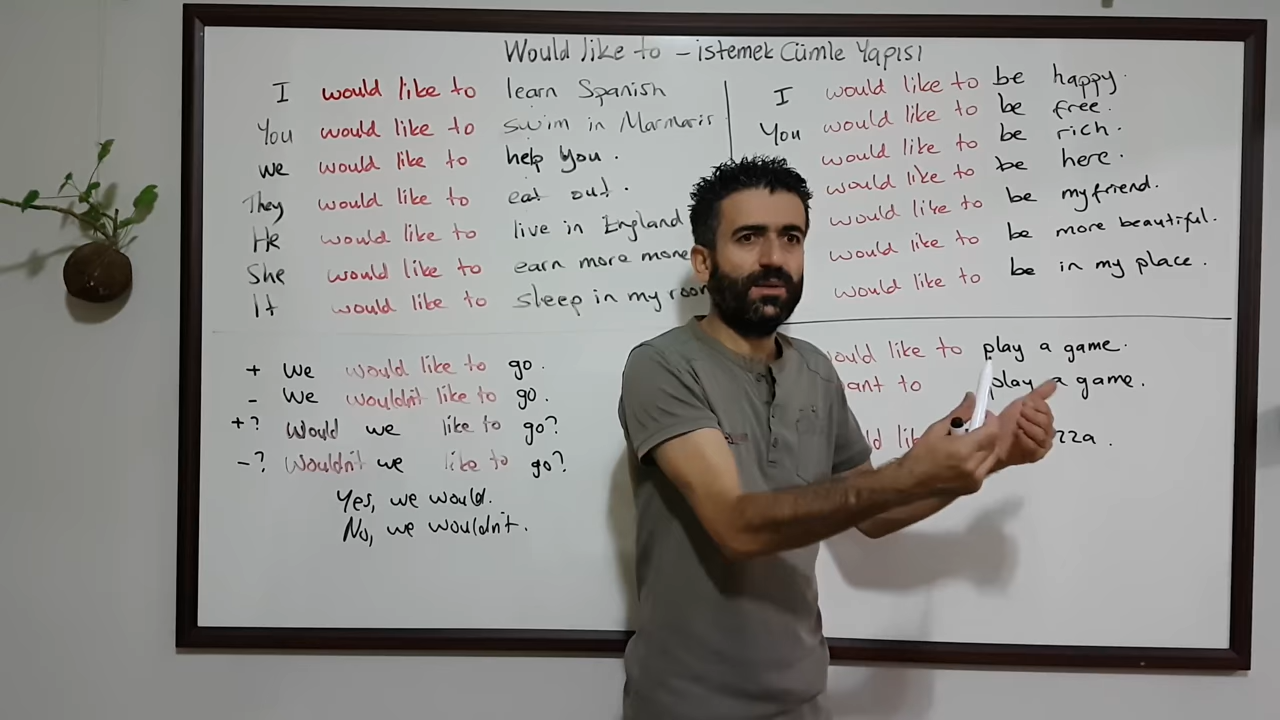 Would like to – istemek Cümle Yapısı
I would like to learn Spanish
You would like to swim in Marmaris
we would like to help you.
They would like to eat out.
He would like to live in England
She would like to earn more
It would like to sleep in my
I would like to be happy.
You would like to be free.
would like to be rich.
would like to be here.
would like to be my friend.
would like to be more beautiful.
would like to be in my place.
+ We would like to go.
- We wouldn't like to go.
+? Would we like to go?
-? Wouldn't we like to go?
Yes, we would.
No, we wouldn't.
like to play a game.
to play a game.